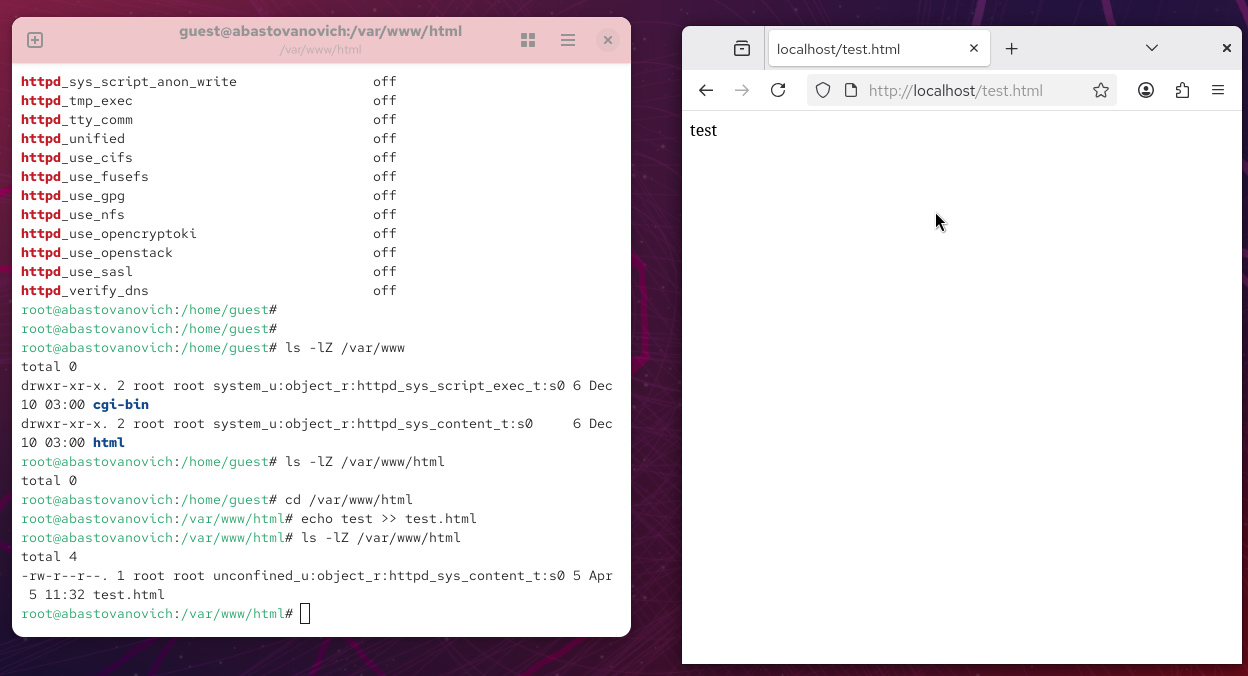 guest@abastovanovich:/var/www/html
/var/www/html
httpd_sys_script_anon_write                 off
httpd_tmp_exec                              off
httpd_tty_comm                              off
httpd_unified                               off
httpd_use_cifs                              off
httpd_use_fusefs                            off
httpd_use_gpg                               off
httpd_use_nfs                               off
httpd_use_opencryptoki                      off
httpd_use_openstack                         off
httpd_use_sasl                              off
httpd_verify_dns                            off
root@abastovanovich:/home/guest#
root@abastovanovich:/home/guest#
root@abastovanovich:/home/guest# ls -lZ /var/www
total 0
drwxr-xr-x. 2 root root system_u:object_r:httpd_sys_script_exec_t:s0 6 Dec
10 03:00 cgi-bin
drwxr-xr-x. 2 root root system_u:object_r:httpd_sys_content_t:s0     6 Dec
10 03:00 html
root@abastovanovich:/home/guest# ls -lZ /var/www/html
total 0
root@abastovanovich:/home/guest# cd /var/www/html
root@abastovanovich:/var/www/html# echo test >> test.html
root@abastovanovich:/var/www/html# ls -lZ /var/www/html
total 4
-rw-r--r--. 1 root root unconfined_u:object_r:httpd_sys_content_t:s0 5 Apr
 5 11:32 test.html
root@abastovanovich:/var/www/html#
localhost/test.html
http://localhost/test.html
test